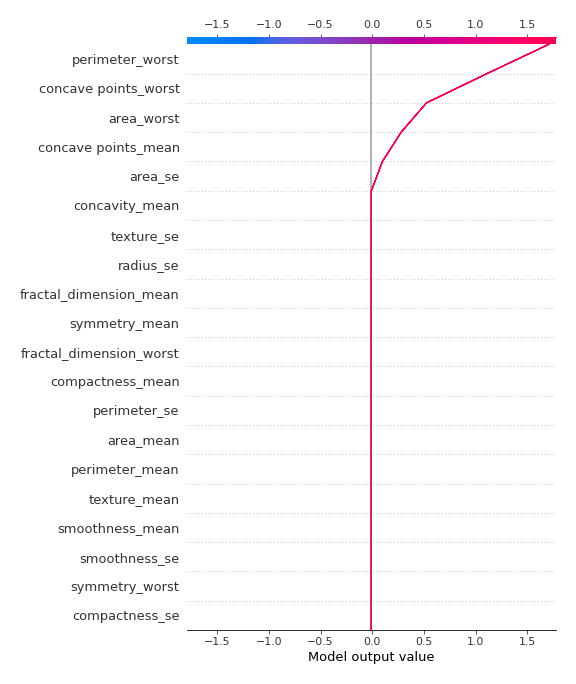 −1.5 −1.0 −0.5 0.0 0.5 1.0 1.5
perimeter_worst
concave points_worst
area_worst
concave points_mean
area_se
concavity_mean
texture_se
radius_se
fractal_dimension_mean
symmetry_mean
fractal_dimension_worst
compactness_mean
perimeter_se
area_mean
perimeter_mean
texture_mean
smoothness_mean
smoothness_se
symmetry_worst
compactness_se
−1.5 −1.0 −0.5 0.0 0.5 1.0 1.5
Model output value